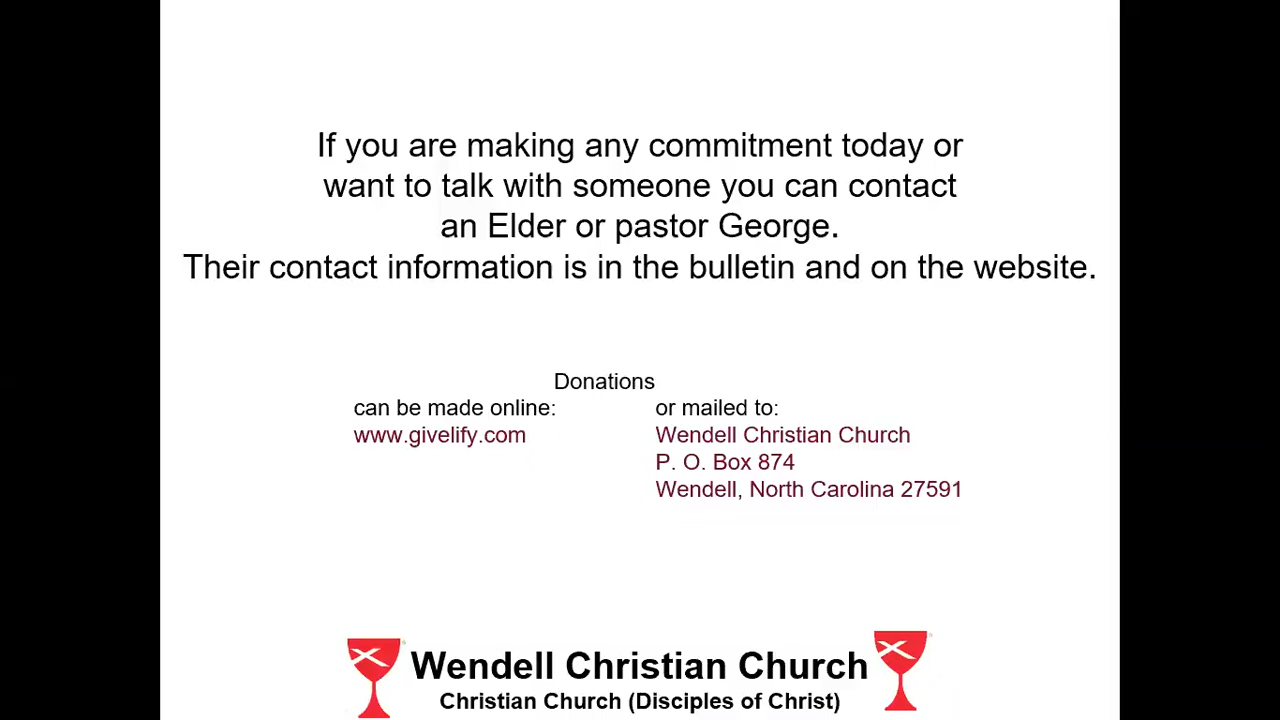 If you are making any commitment today or
want to talk with someone you can contact
an Elder or pastor George.
Their contact information is in the bulletin and on the website.
Donations
can be made online:
www.givelify.com
or mailed to:
Wendell Christian Church
P. O. Box 874
Wendell, North Carolina 27591
Wendell Christian Church
Christian Church (Disciples of Christ)